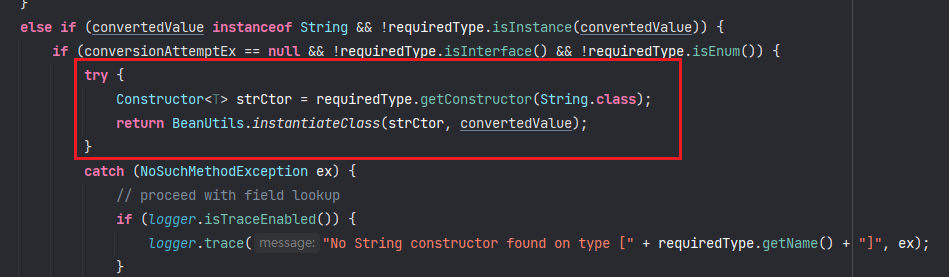 }
else if (convertedValue instanceof String && !requiredType.isInstance(convertedValue)) {
if (conversionAttemptEx == null && !requiredType.isInterface() && !requiredType.isEnum()) {
try {
Constructor<T> strCtor = requiredType.getConstructor(String.class);
return BeanUtils.instantiateClass(strCtor, convertedValue);
}
catch (NoSuchMethodException ex) {
// proceed with field lookup
if (logger.isTraceEnabled()) {
logger.trace( message: "No String constructor found on type [" + requiredType.getName() + "]", ex);
}